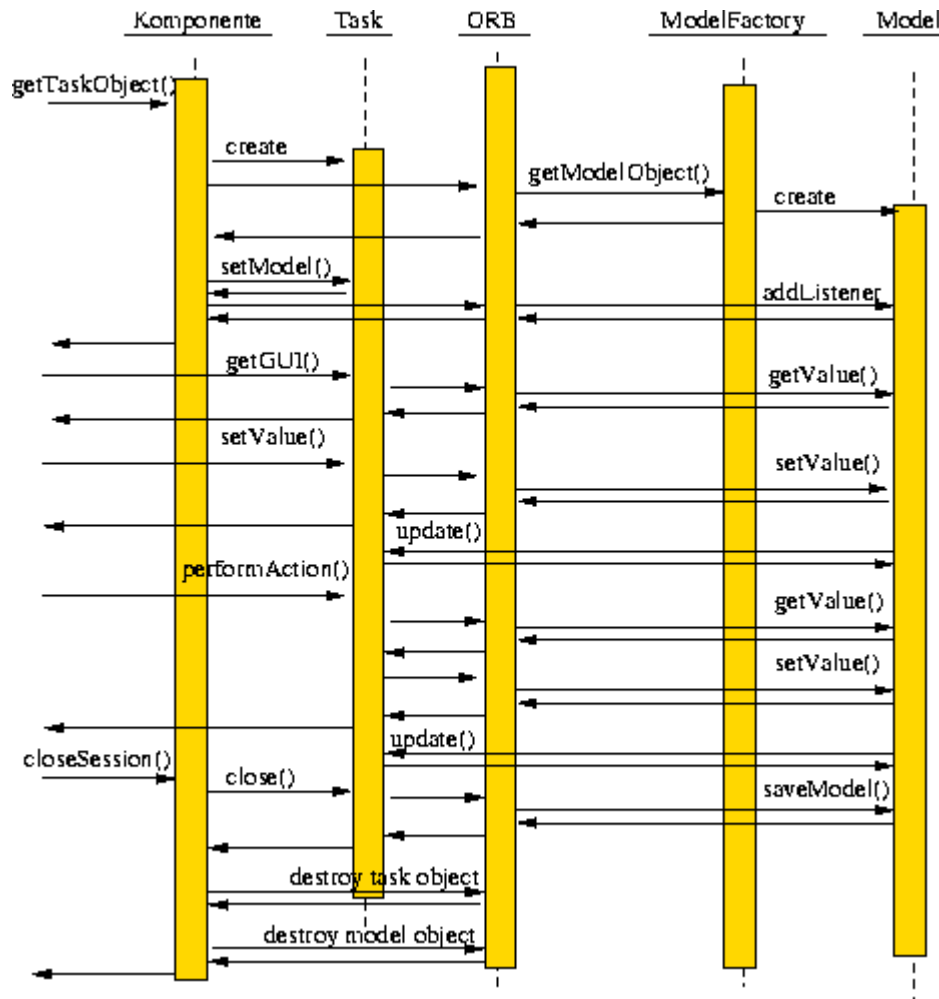 Komponente Task ORB ModelFactory Model
getTaskObject()
create
getModelObject()
create
setModel()
addListener
getGUI()
getValue()
setValue()
setValue()
update()
performAction()
getValue()
setValue()
update()
closeSession()
close()
saveModel()
destroy task object
destroy model object